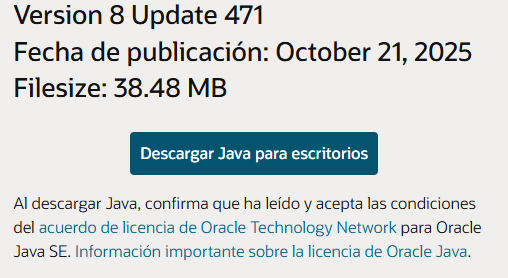 Version 8 Update 471
Fecha de publicación: October 21, 2025
Filesize: 38.48 MB
Descargar Java para escritorios
Al descargar Java, confirma que ha leído y acepta las condiciones
del acuerdo de licencia de Oracle Technology Network para Oracle
Java SE. Información importante sobre la licencia de Oracle Java.